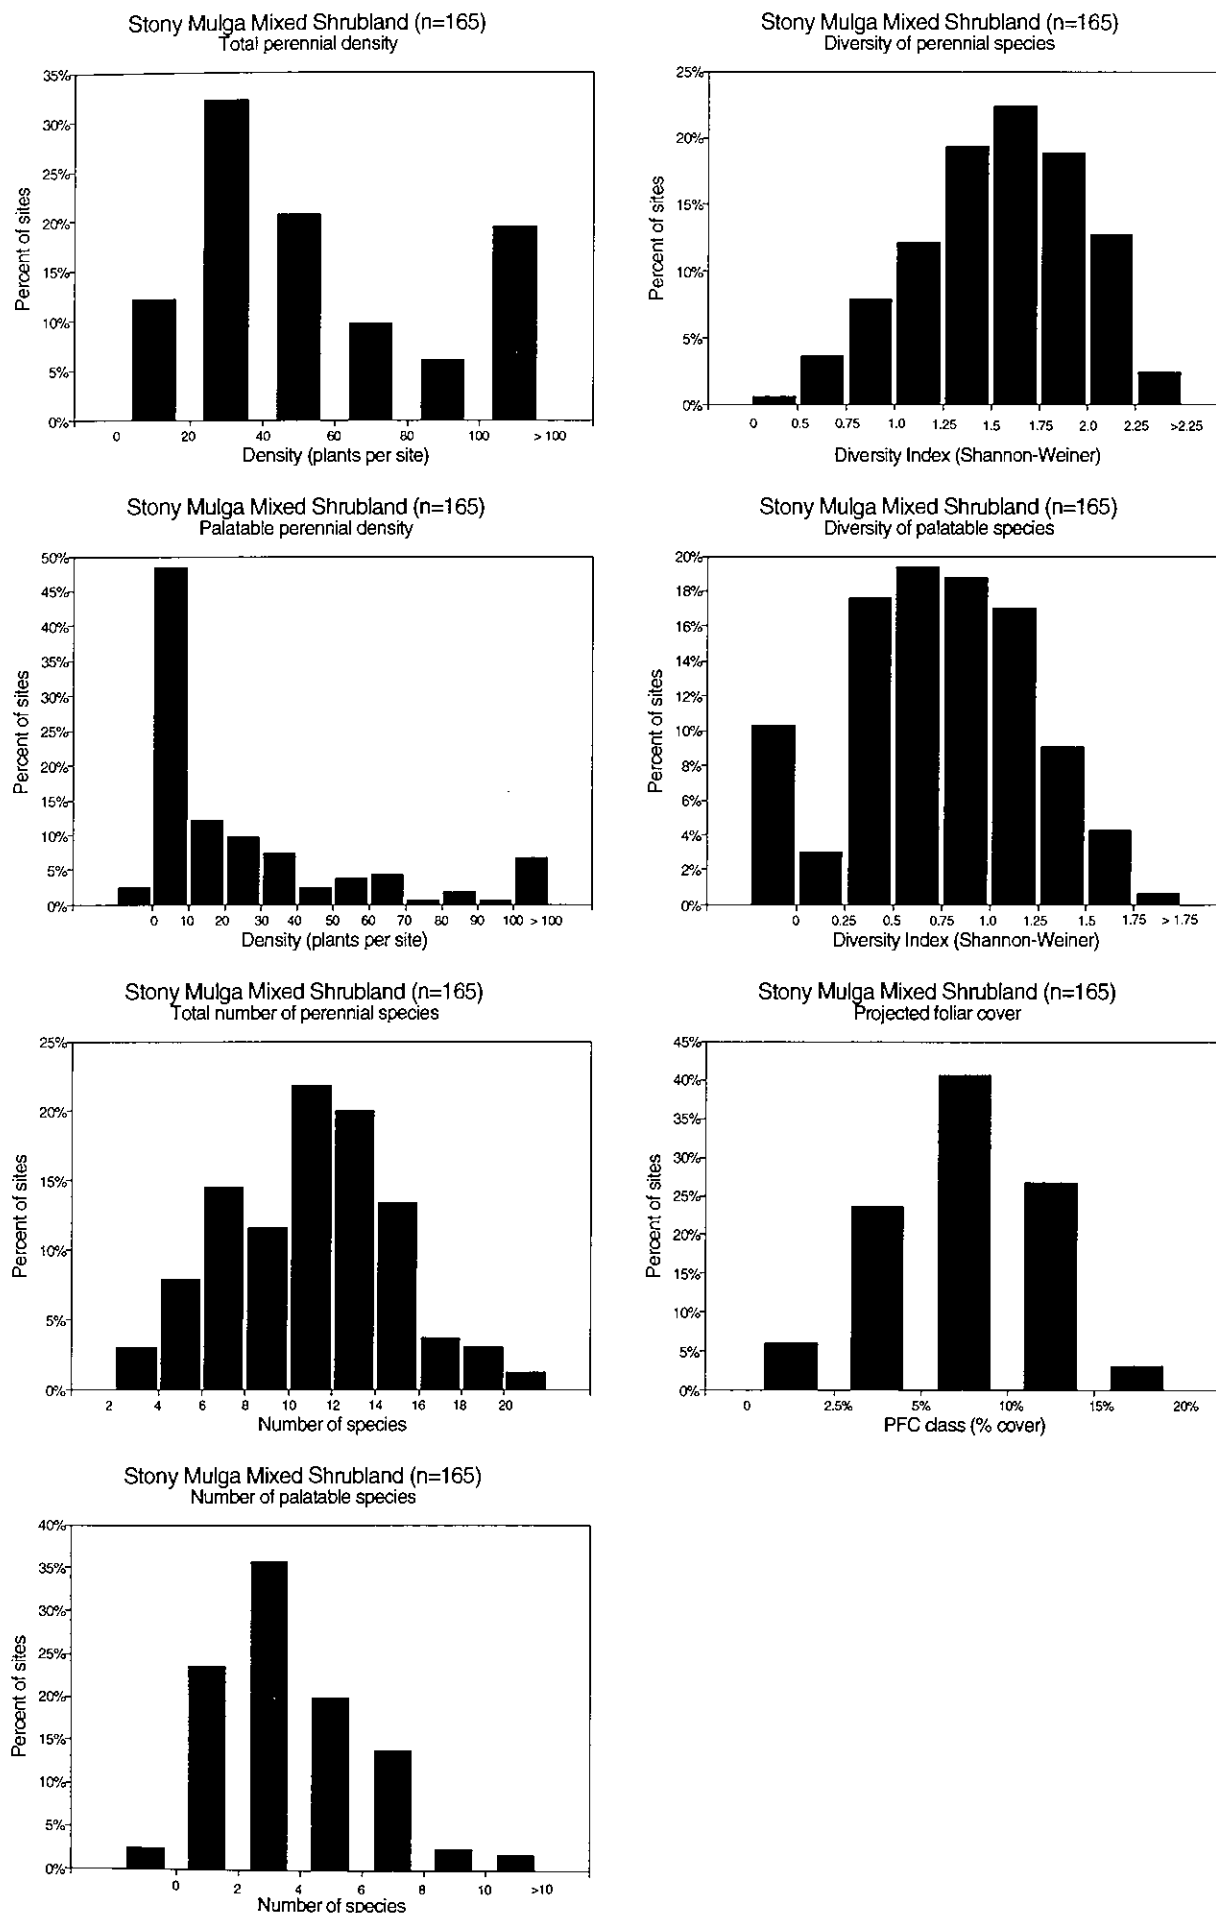 Stony Mulga Mixed Shrubland (n=165)
Total perennial density
35%
30%
25%
20%
15%
10%
5%
0%
Percent of sites
0 20 40 60 80 100 > 100
Density (plants per site)
Stony Mulga Mixed Shrubland (n=165)
Diversity of perennial species
25%
20%
15%
10%
5%
0%
Percent of sites
0 0.5 0.75 1.0 1.25 1.5 1.75 2.0 2.25 >2.25
Diversity Index (Shannon-Weiner)
Stony Mulga Mixed Shrubland (n=165)
Palatable perennial density
50%
45%
40%
35%
30%
25%
20%
15%
10%
5%
0%
Percent of sites
0 10 20 30 40 50 60 70 80 90 100 > 100
Density (plants per site)
Stony Mulga Mixed Shrubland (n=165)
Diversity of palatable species
20%
18%
16%
14%
12%
10%
8%
6%
4%
2%
0%
Percent of sites
0 0.25 0.5 0.75 1.0 1.25 1.5 1.75 > 1.75
Diversity Index (Shannon-Weiner)
Stony Mulga Mixed Shrubland (n=165)
Total number of perennial species
25%
20%
15%
10%
5%
0%
Percent of sites
2 4 6 8 10 12 14 16 18 20
Number of species
Stony Mulga Mixed Shrubland (n=165)
Projected foliar cover
45%
40%
35%
30%
25%
20%
15%
10%
5%
0%
Percent of sites
0 2.5% 5% 10% 15% 20%
PFC class (% cover)
Stony Mulga Mixed Shrubland (n=165)
Number of palatable species
40%
35%
30%
25%
20%
15%
10%
5%
0%
Percent of sites
0 2 4 6 8 10 >10
Number of species